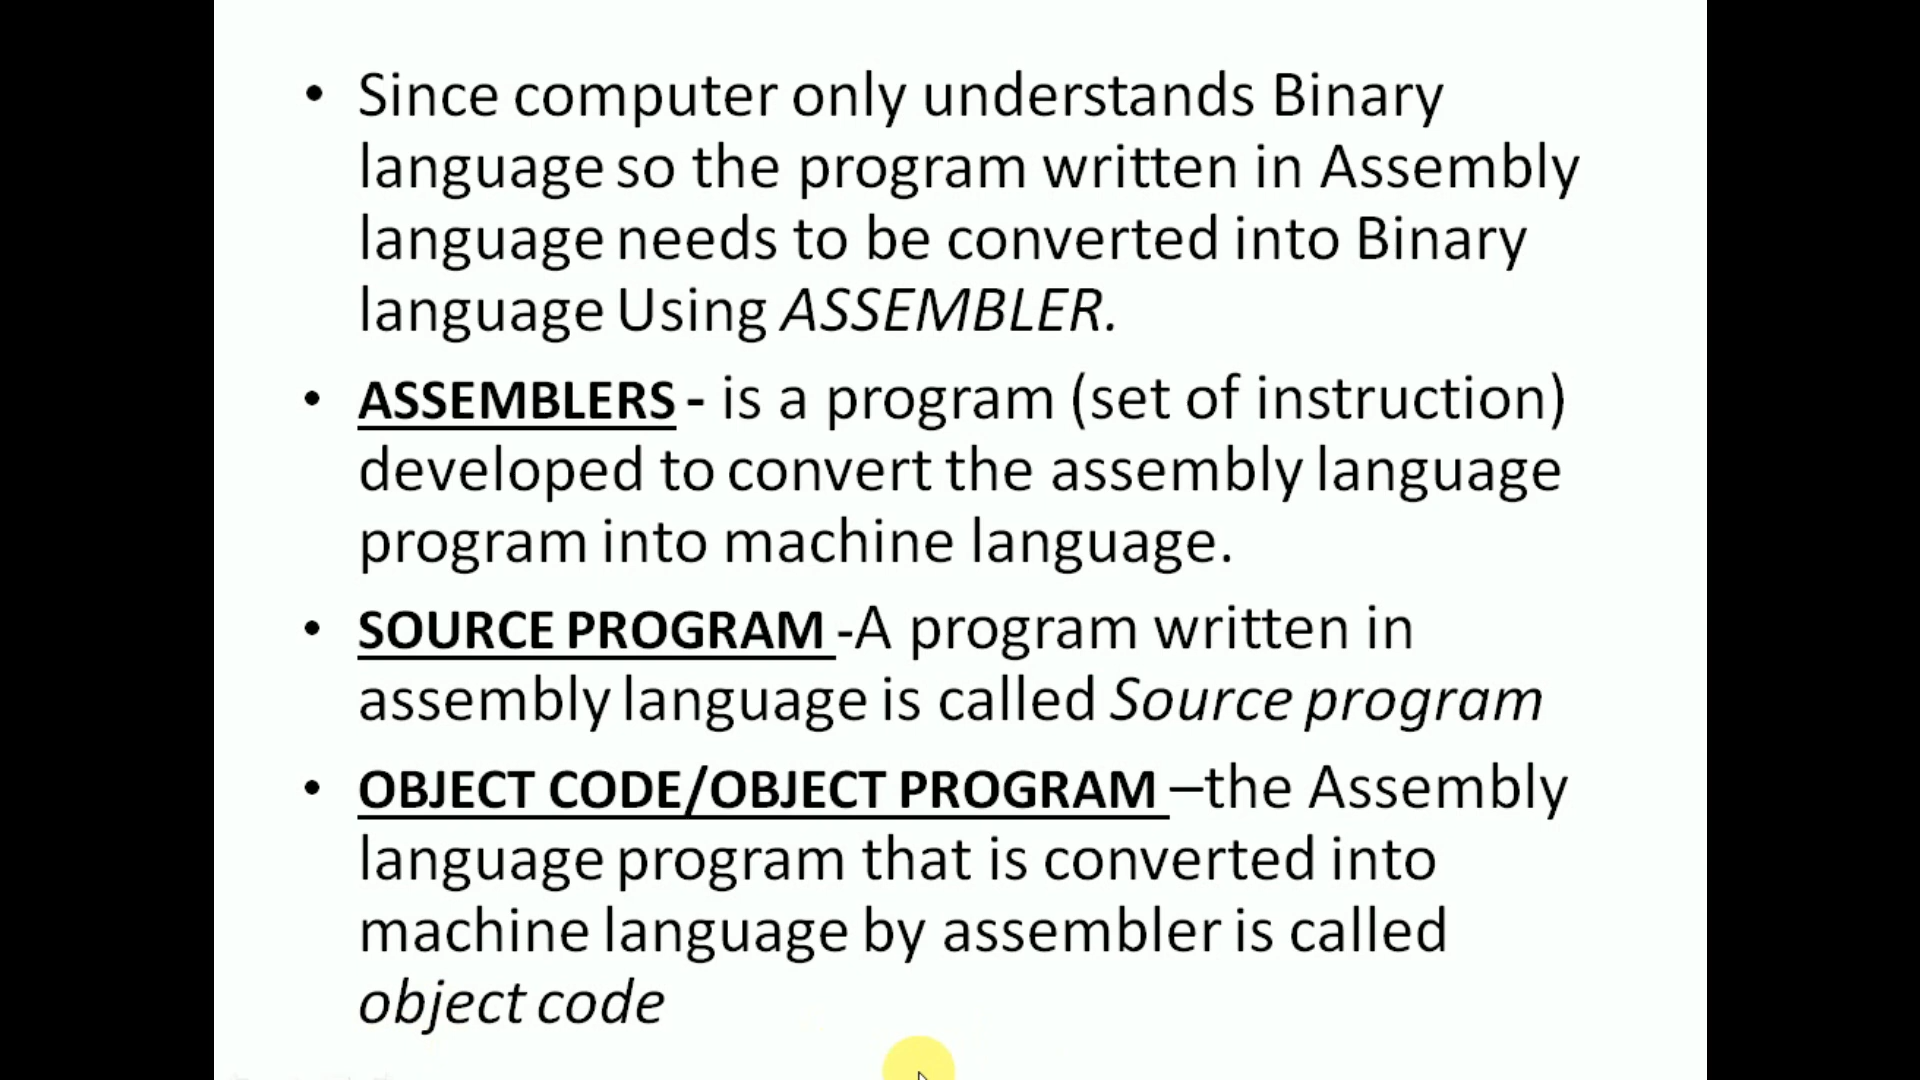 • Since computer only understands Binary
language so the program written in Assembly
language needs to be converted into Binary
language Using ASSEMBLER.
• ASSEMBLERS - is a program (set of instruction)
developed to convert the assembly language
program into machine language.
• SOURCE PROGRAM -A program written in
assembly language is called Source program
• OBJECT CODE/OBJECT PROGRAM –the Assembly
language program that is converted into
machine language by assembler is called
object code